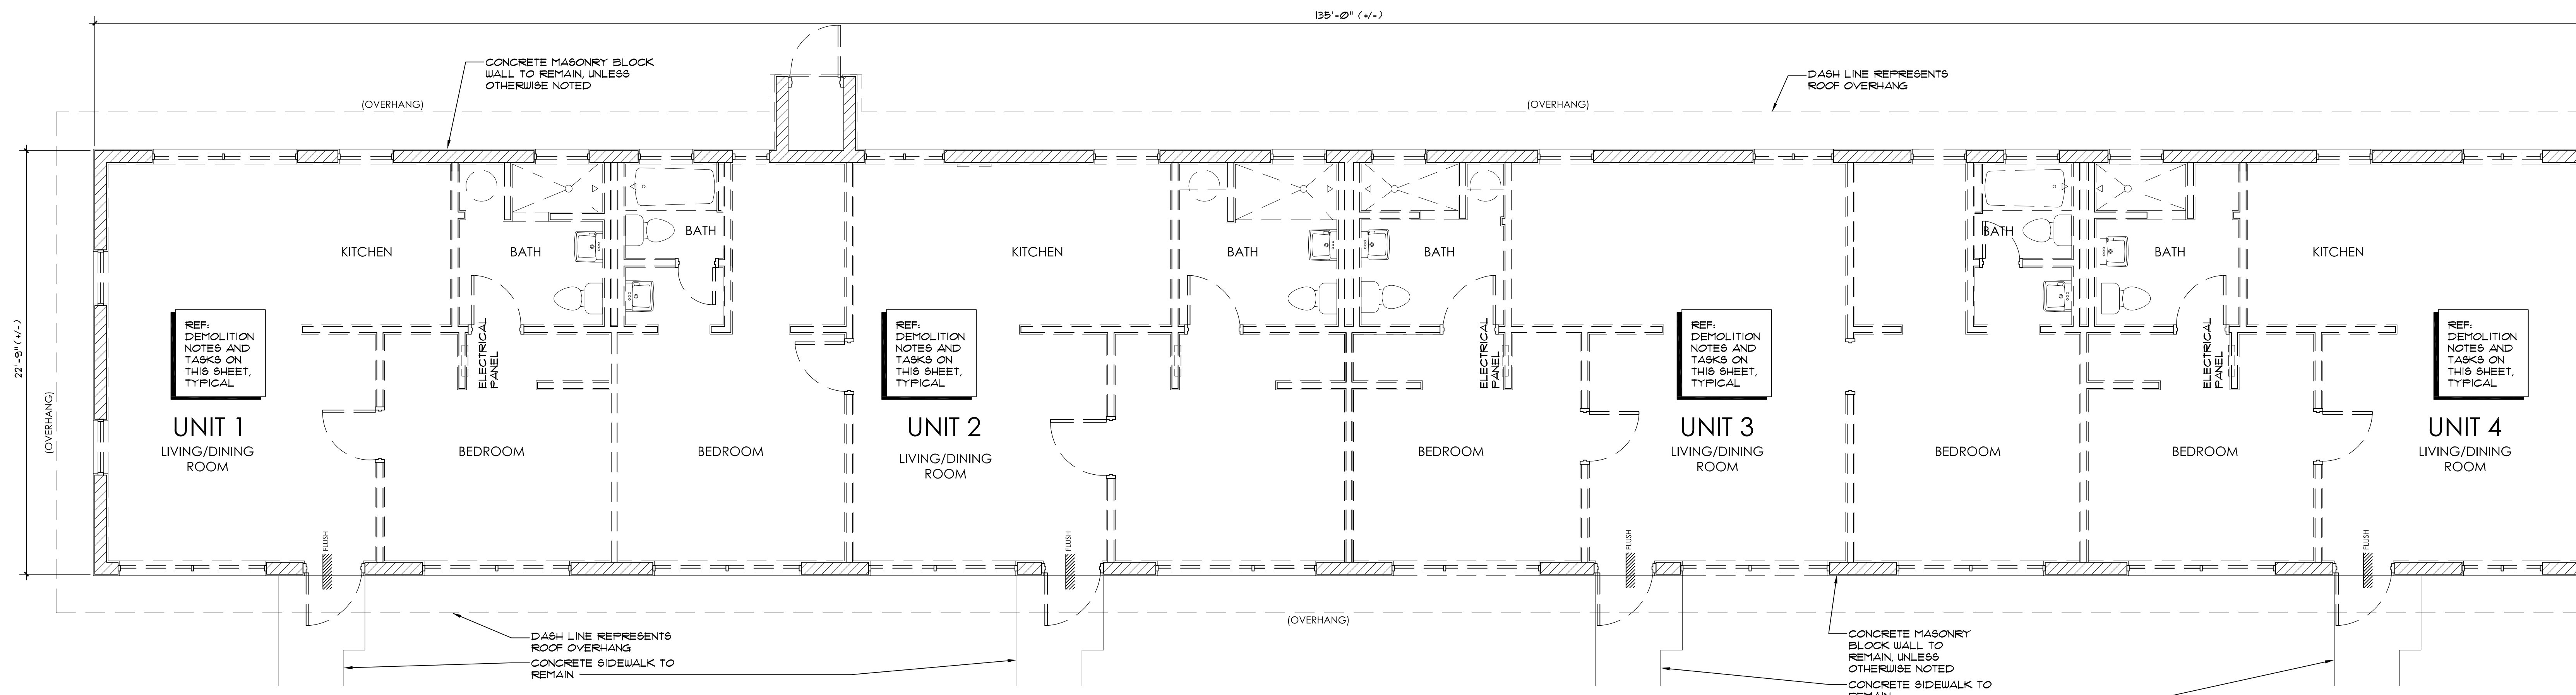 135'-0" (+/-)
CONCRETE MASONRY BLOCK
WALL TO REMAIN, UNLESS
OTHERWISE NOTED
DASH LINE REPRESENTS
ROOF OVERHANG
(OVERHANG)
(OVERHANG)
22'-9" (+/-)
(OVERHANG)
KITCHEN
BATH
BATH
KITCHEN
BATH
BATH
BATH
BATH
KITCHEN
REF:
DEMOLITION
NOTES AND
TASKS ON
THIS SHEET,
TYPICAL
ELECTRICAL
PANEL
REF:
DEMOLITION
NOTES AND
TASKS ON
THIS SHEET,
TYPICAL
ELECTRICAL
PANEL
REF:
DEMOLITION
NOTES AND
TASKS ON
THIS SHEET,
TYPICAL
ELECTRICAL
PANEL
REF:
DEMOLITION
NOTES AND
TASKS ON
THIS SHEET,
TYPICAL
UNIT 1
LIVING/DINING
ROOM
BEDROOM
BEDROOM
UNIT 2
LIVING/DINING
ROOM
BEDROOM
UNIT 3
LIVING/DINING
ROOM
BEDROOM
BEDROOM
UNIT 4
LIVING/DINING
ROOM
FLUSH
FLUSH
FLUSH
FLUSH
(OVERHANG)
DASH LINE REPRESENTS
ROOF OVERHANG
CONCRETE SIDEWALK TO
REMAIN
CONCRETE MASONRY
BLOCK WALL TO
REMAIN, UNLESS
OTHERWISE NOTED
CONCRETE SIDEWALK TO